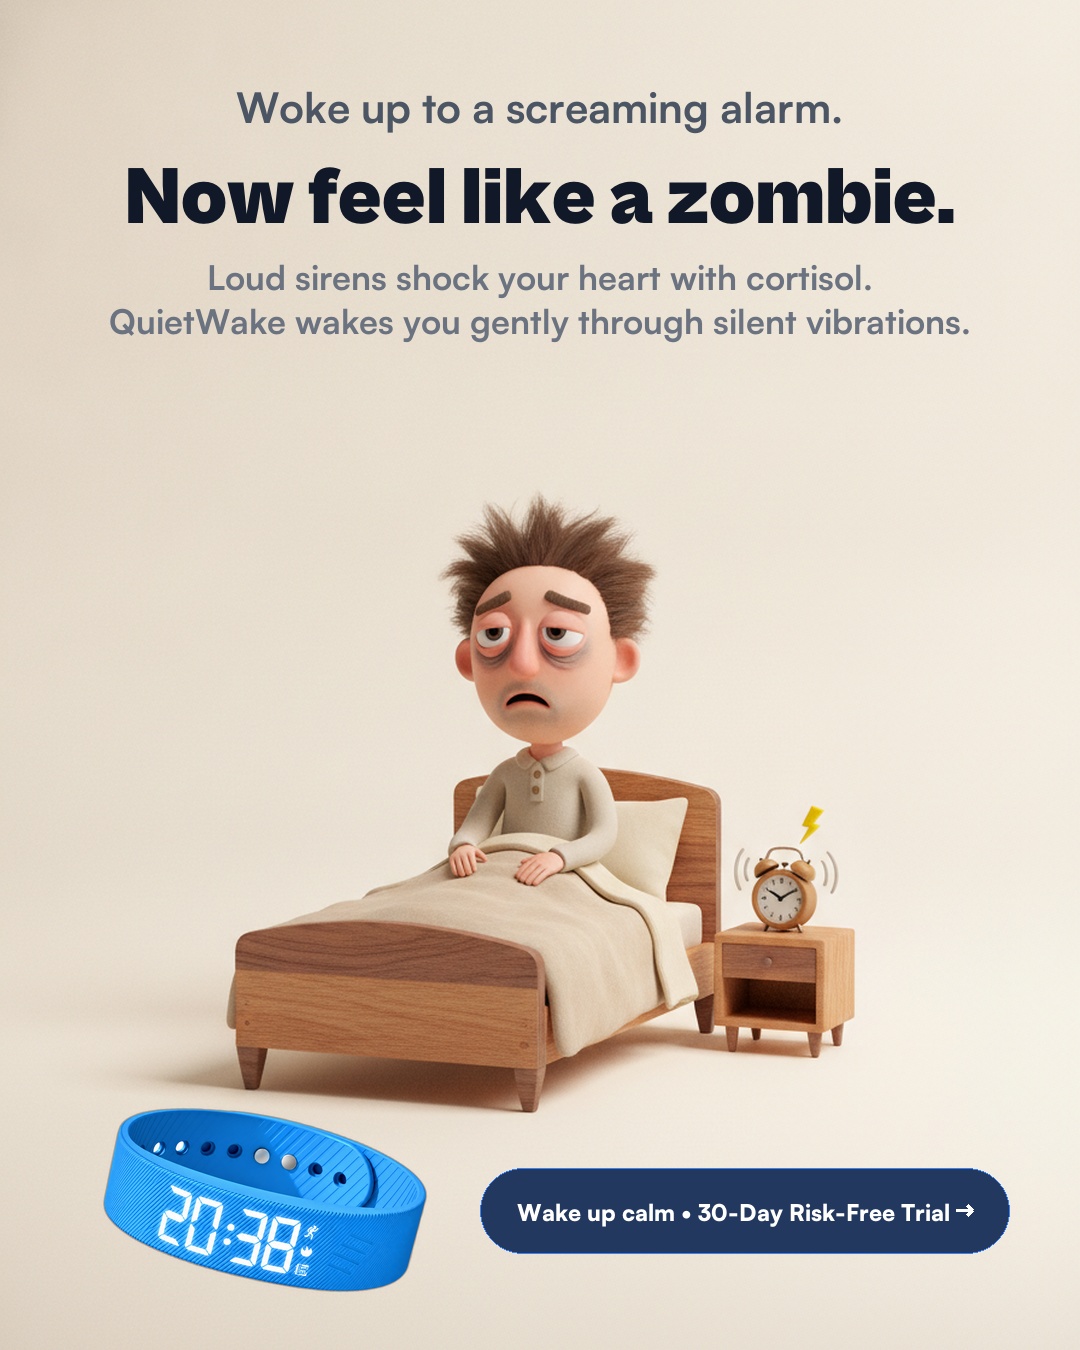 Woke up to a screaming alarm.
Now feel like a zombie.
Loud sirens shock your heart with cortisol.
QuietWake wakes you gently through silent vibrations.
20:38
Wake up calm • 30-Day Risk-Free Trial →